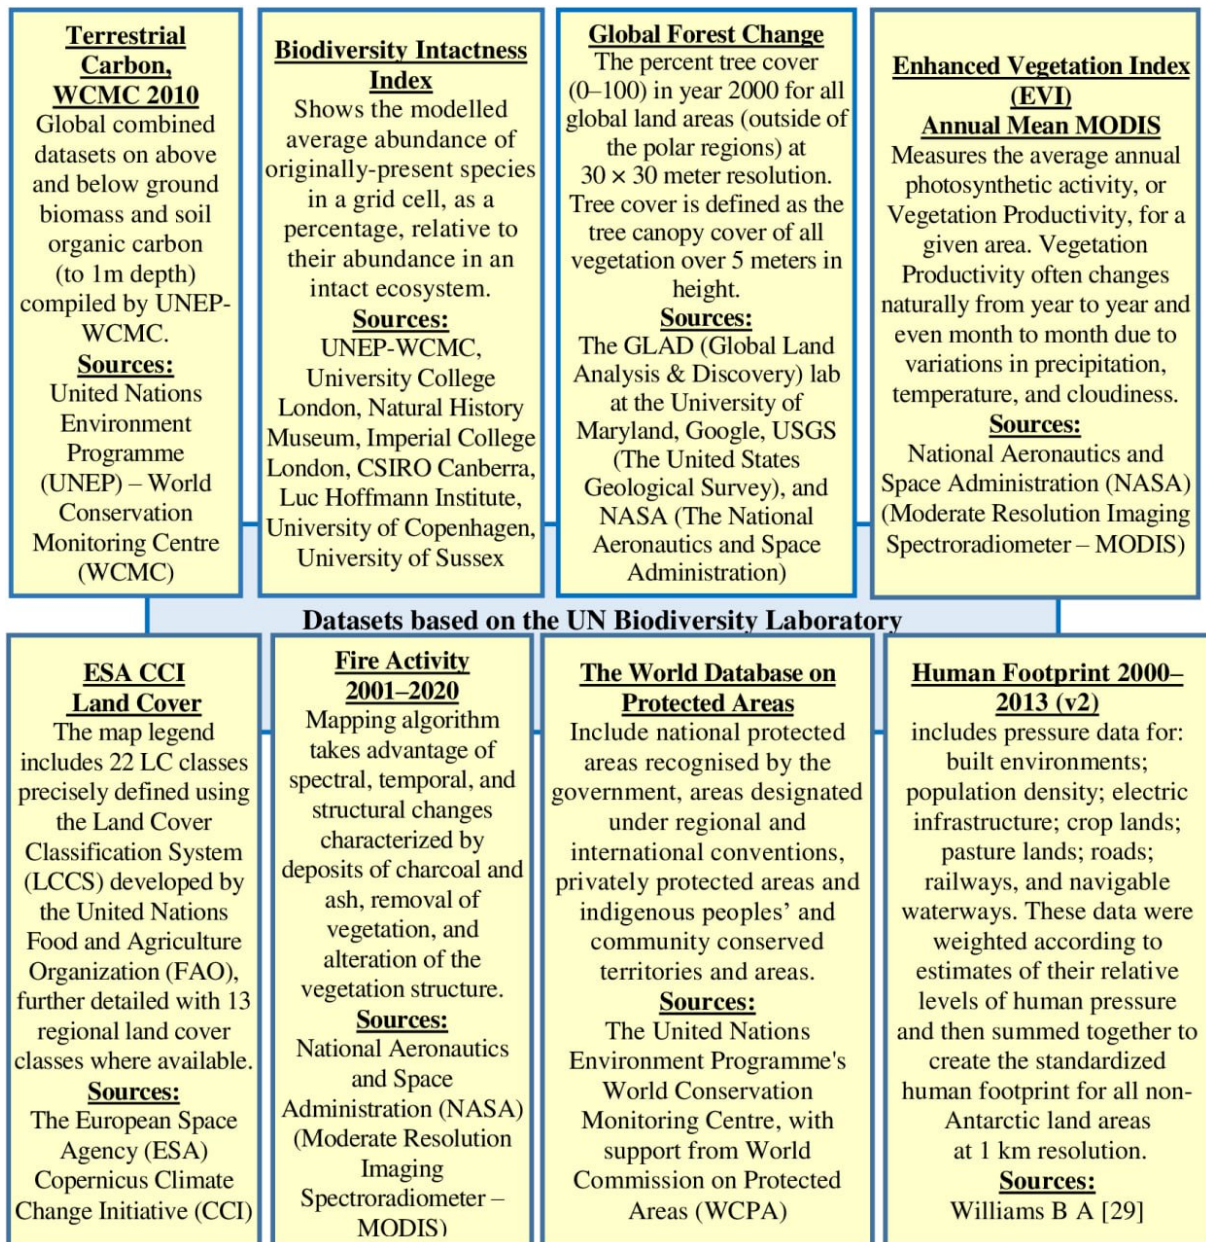 Terrestrial
Carbon,
WCMC 2010
Global combined
datasets on above
and below ground
biomass and soil
organic carbon
(to 1m depth)
compiled by UNEP-
WCMC.
Sources:
United Nations
Environment
Programme
(UNEP) – World
Conservation
Monitoring Centre
(WCMC)
Biodiversity Intactness
Index
Shows the modelled
average abundance of
originally-present species
in a grid cell, as a
percentage, relative to
their abundance in an
intact ecosystem.
Sources:
UNEP-WCMC,
University College
London, Natural History
Museum, Imperial College
London, CSIRO Canberra,
Luc Hoffmann Institute,
University of Copenhagen,
University of Sussex
Global Forest Change
The percent tree cover
(0–100) in year 2000 for all
global land areas (outside of
the polar regions) at
30 × 30 meter resolution.
Tree cover is defined as the
tree canopy cover of all
vegetation over 5 meters in
height.
Sources:
The GLAD (Global Land
Analysis & Discovery) lab
at the University of
Maryland, Google, USGS
(The United States
Geological Survey), and
NASA (The National
Aeronautics and Space
Administration)
Enhanced Vegetation Index
(EVI)
Annual Mean MODIS
Measures the average annual
photosynthetic activity, or
Vegetation Productivity, for a
given area. Vegetation
Productivity often changes
naturally from year to year and
even month to month due to
variations in precipitation,
temperature, and cloudiness.
Sources:
National Aeronautics and
Space Administration (NASA)
(Moderate Resolution Imaging
Spectroradiometer – MODIS)
Datasets based on the UN Biodiversity Laboratory
ESA CCI
Land Cover
The map legend
includes 22 LC classes
precisely defined using
the Land Cover
Classification System
(LCCS) developed by
the United Nations
Food and Agriculture
Organization (FAO),
further detailed with 13
regional land cover
classes where available.
Sources:
The European Space
Agency (ESA)
Copernicus Climate
Change Initiative (CCI)
Fire Activity
2001–2020
Mapping algorithm
takes advantage of
spectral, temporal, and
structural changes
characterized by
deposits of charcoal and
ash, removal of
vegetation, and
alteration of the
vegetation structure.
Sources:
National Aeronautics
and Space
Administration (NASA)
(Moderate Resolution
Imaging
Spectroradiometer –
MODIS)
The World Database on
Protected Areas
Include national protected
areas recognised by the
government, areas designated
under regional and
international conventions,
privately protected areas and
indigenous peoples’ and
community conserved
territories and areas.
Sources:
The United Nations
Environment Programme's
World Conservation
Monitoring Centre, with
support from World
Commission on Protected
Areas (WCPA)
Human Footprint 2000–
2013 (v2)
includes pressure data for:
built environments;
population density; electric
infrastructure; crop lands;
pasture lands; roads;
railways, and navigable
waterways. These data were
weighted according to
estimates of their relative
levels of human pressure
and then summed together to
create the standardized
human footprint for all non-
Antarctic land areas
at 1 km resolution.
Sources:
Williams B A [29]